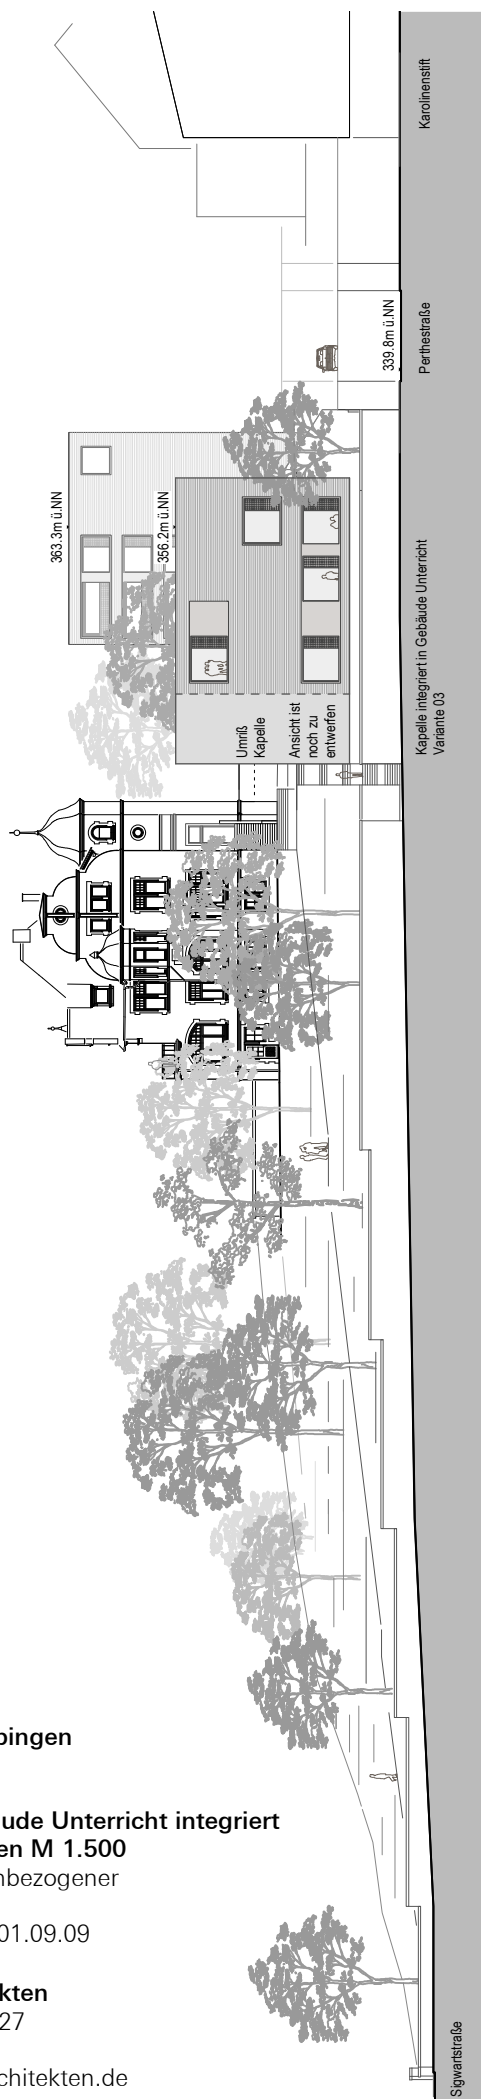 363.3m ü.NN
356.2m ü.NN
339.8m ü.NN
Umriß
Kapelle
Ansicht ist
noch zu
entwerfen
Karolinenstift
Perthestraße
Kapelle integriert in Gebäude Unterricht
Variante 03
Sigwartstraße
bingen
ude Unterricht integriert
en M 1.500
nbezogener
01.09.09
kten
27
chitekten.de